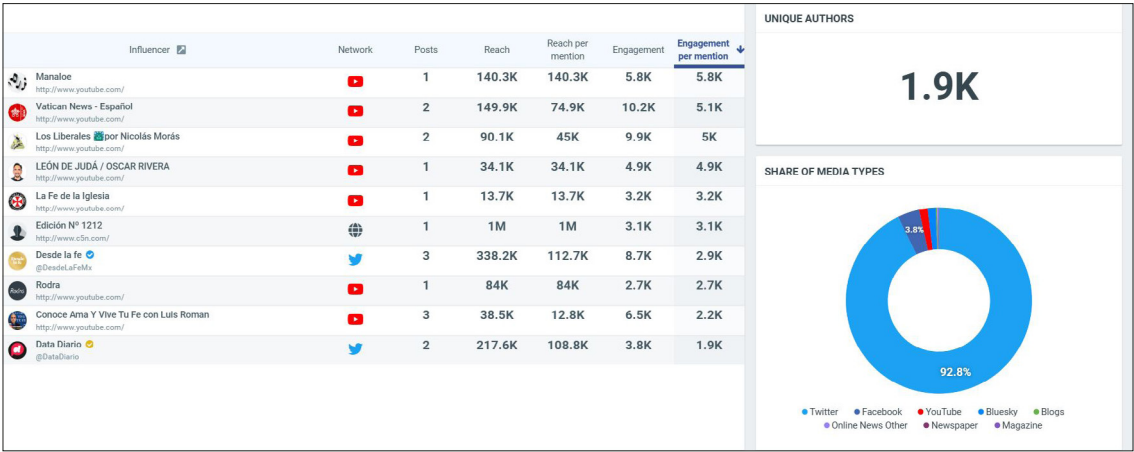 Influencer Network Posts Reach Reach per mention Engagement Engagement per mention
Manaloe 1 140.3K 140.3K 5.8K 5.8K
http://www.youtube.com/
Vatican News - Español 2 149.9K 74.9K 10.2K 5.1K
http://www.youtube.com/
Los Liberales por Nicolás Morás 2 90.1K 45K 9.9K 5K
http://www.youtube.com/
LEÓN DE JUDÁ / OSCAR RIVERA 1 34.1K 34.1K 4.9K 4.9K
http://www.youtube.com/
La Fe de la Iglesia 1 13.7K 13.7K 3.2K 3.2K
http://www.youtube.com/
Edición Nº 1212 1 1M 1M 3.1K 3.1K
http://www.c5n.com/
Desde la fe 3 338.2K 112.7K 8.7K 2.9K
@DesdeLaFeMx
Rodra 1 84K 84K 2.7K 2.7K
http://www.youtube.com/
Conoce Ama Y Vive Tu Fe con Luis Roman 3 38.5K 12.8K 6.5K 2.2K
http://www.youtube.com/
Data Diario 2 217.6K 108.8K 3.8K 1.9K
@DataDiario
UNIQUE AUTHORS
1.9K
SHARE OF MEDIA TYPES
3.8%
92.8%
Twitter Facebook YouTube Bluesky Blogs
Online News Other Newspaper Magazine